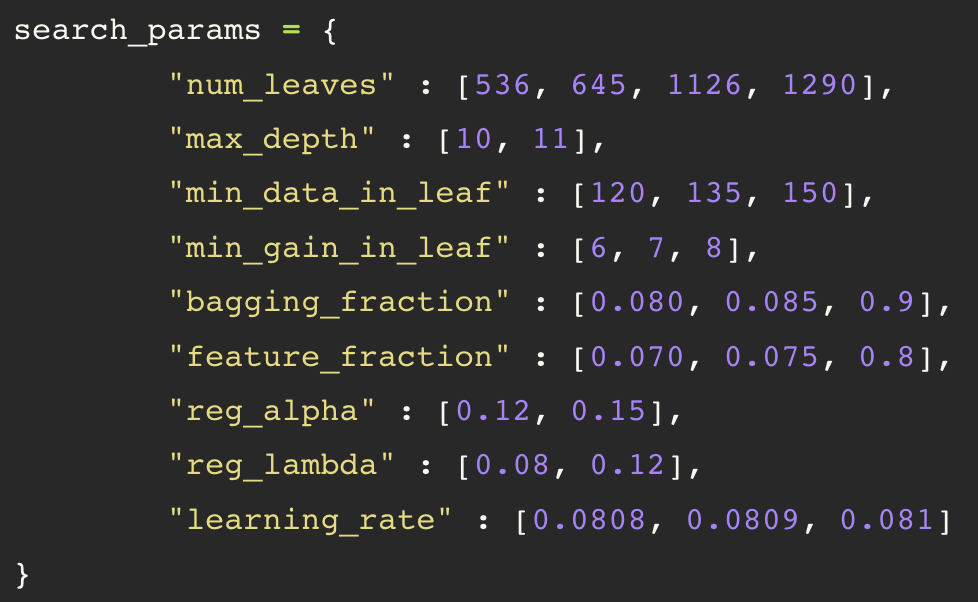 search_params = {
"num_leaves" : [536, 645, 1126, 1290],
"max_depth" : [10, 11],
"min_data_in_leaf" : [120, 135, 150],
"min_gain_in_leaf" : [6, 7, 8],
"bagging_fraction" : [0.080, 0.085, 0.9],
"feature_fraction" : [0.070, 0.075, 0.8],
"reg_alpha" : [0.12, 0.15],
"reg_lambda" : [0.08, 0.12],
"learning_rate" : [0.0808, 0.0809, 0.081]
}